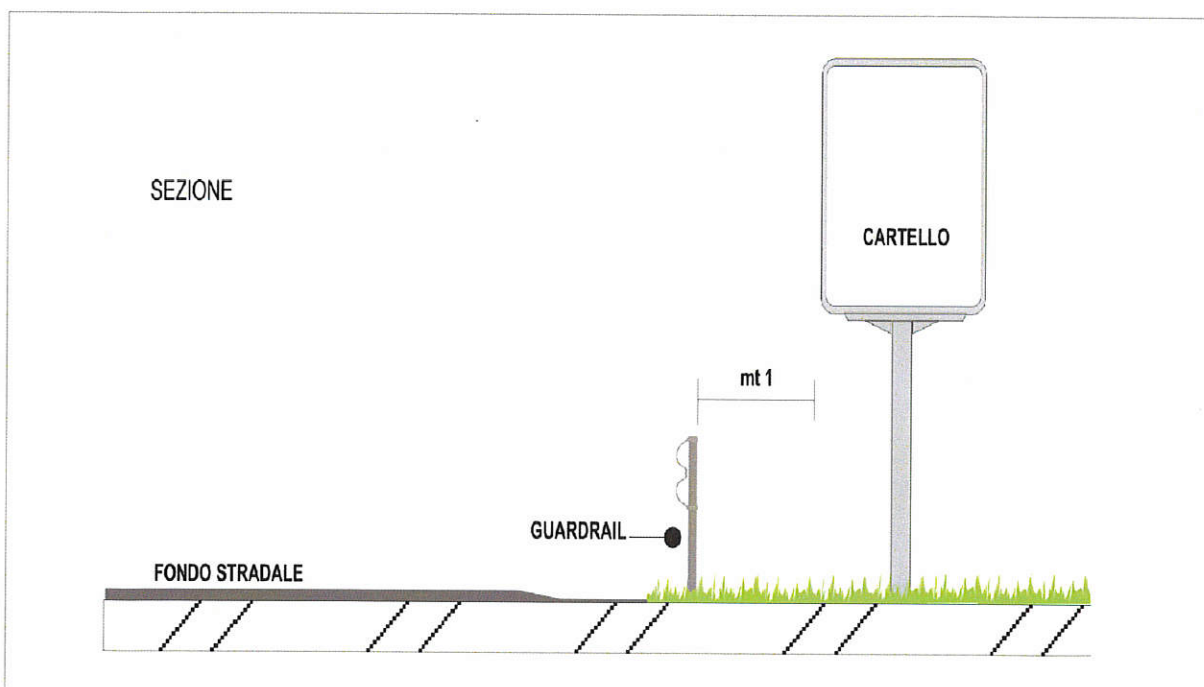 SEZIONE
CARTELLO
mt 1
GUARDRAIL
FONDO STRADALE